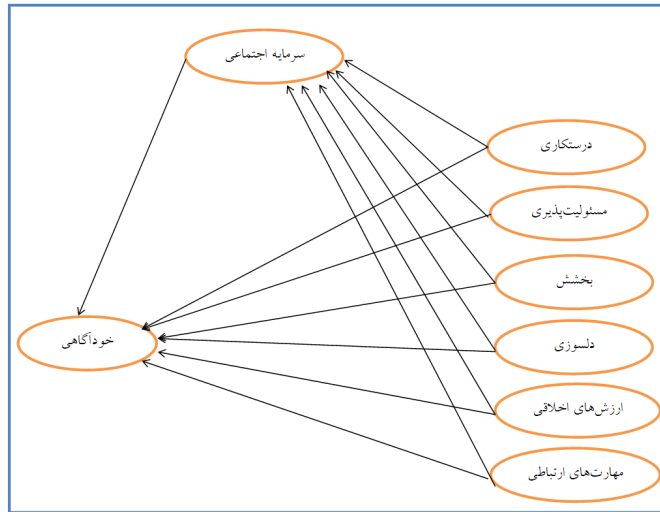 سرمایه اجتماعی
درستکاری
مسئولیت‌پذیری
بخشش
خودآگاهی
دلسوزی
ارزش‌های اخلاقی
مهارت‌های ارتباطی